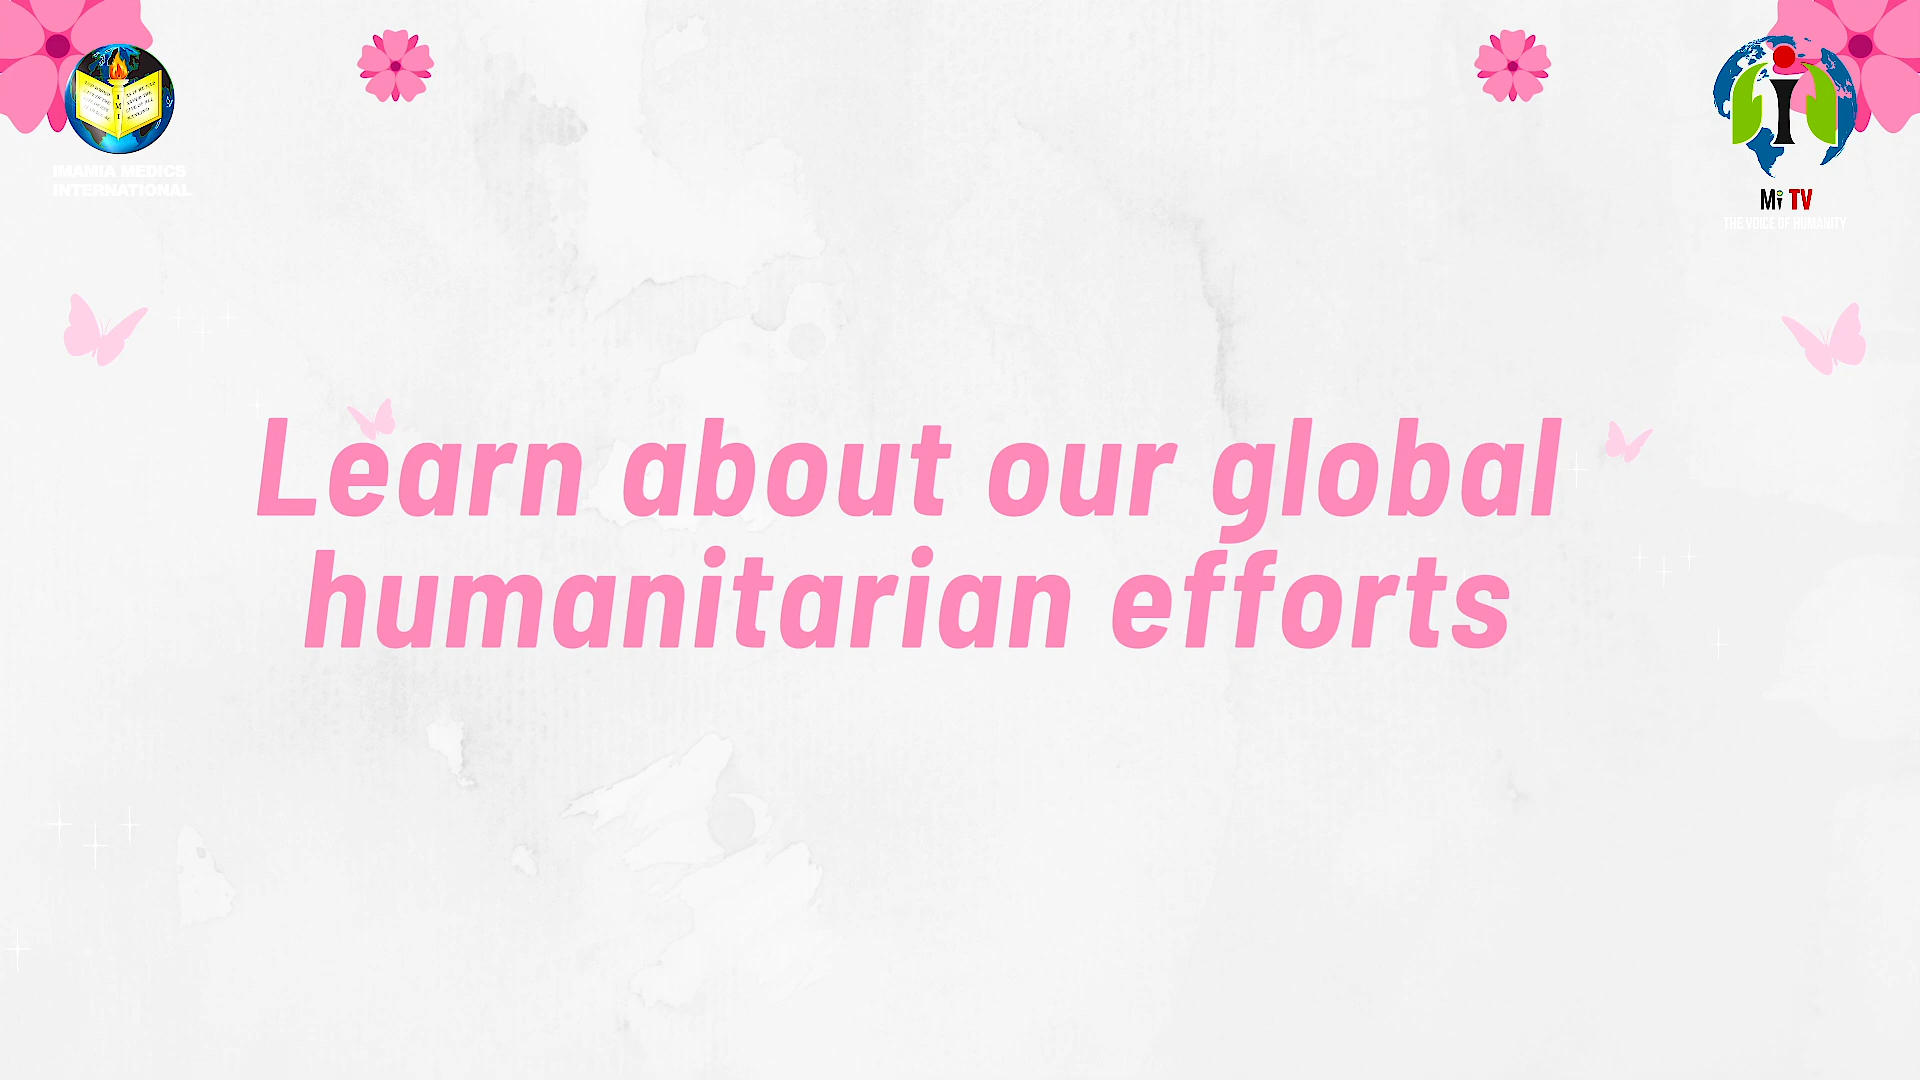 IMAMIA MEDICS
INTERNATIONAL
Mi TV
THE VOICE OF HUMANITY
Learn about our global
humanitarian efforts